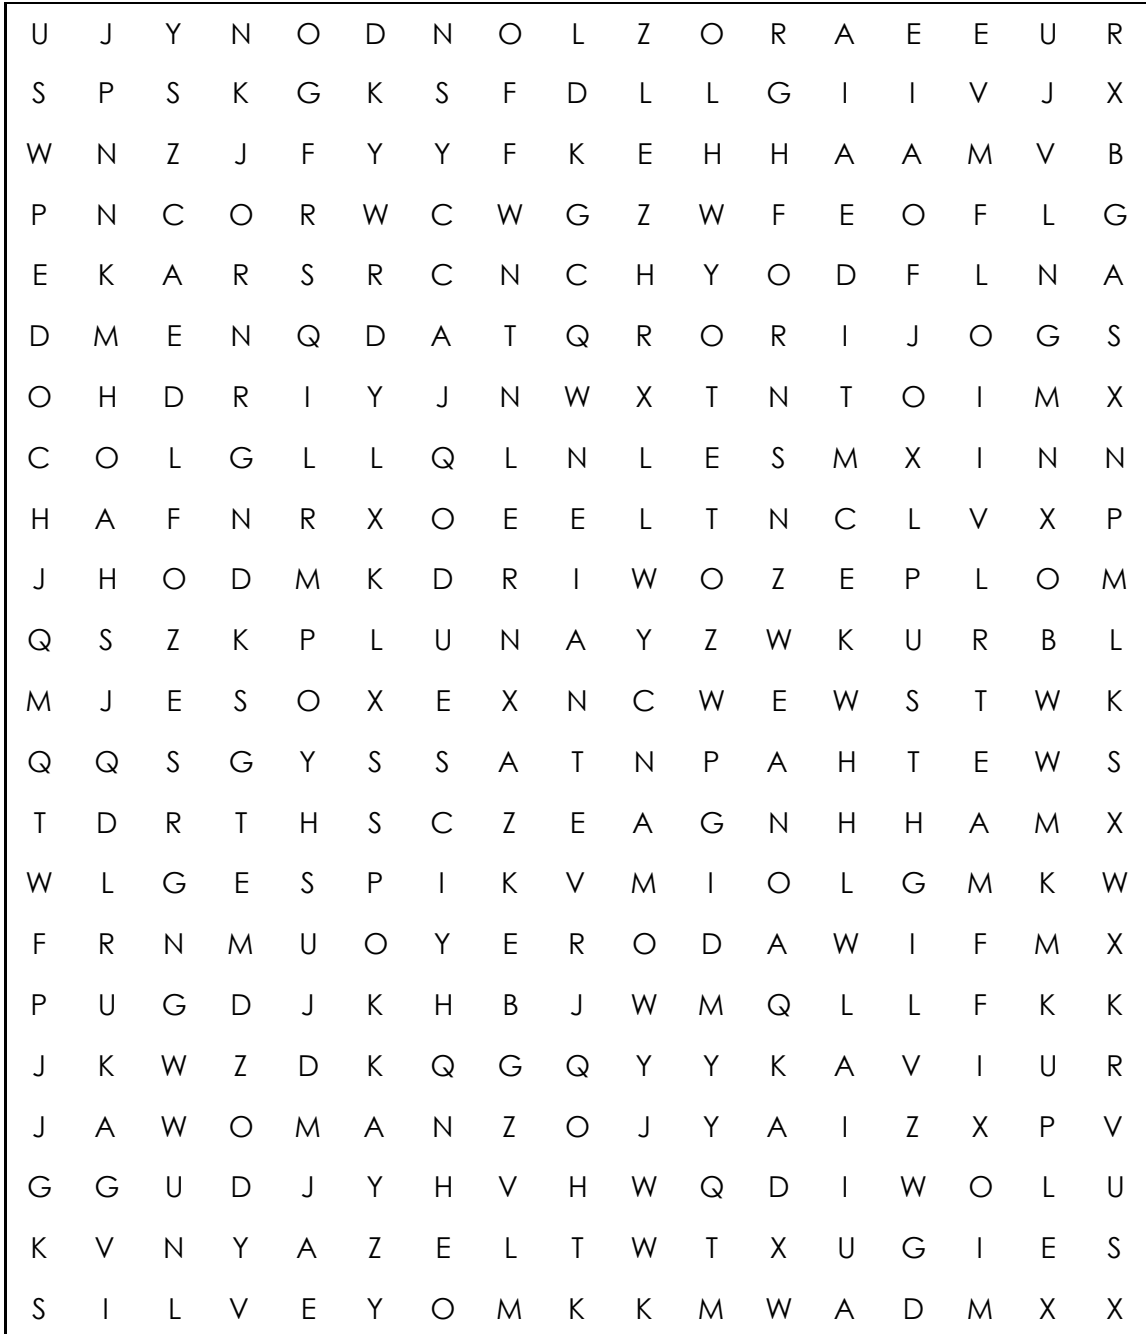 U J Y N O D N O L Z O R A E E U R
S P S K G K S F D L L G I I V J X
W N Z J F Y Y F K E H H A A M V B
P N C O R W C W G Z W F E O F L G
E K A R S R C N C H Y O D F L N A
D M E N Q D A T Q R O R I J O G S
O H D R I Y J N W X T N T O I M X
C O L G L L Q L N L E S M X I N N
H A F N R X O E E L T N C L V X P
J H O D M K D R I W O Z E P L O M
Q S Z K P L U N A Y Z W K U R B L
M J E S O X E X N C W E W S T W K
Q Q S G Y S S A T N P A H T E W S
T D R T H S C Z E A G N H H A M X
W L G E S P I K V M I O L G M K W
F R N M U O Y E R O D A W I F M X
P U G D J K H B J W M Q L L F K K
J K W Z D K Q G Q Y Y K A V I U R
J A W O M A N Z O J Y A I Z X P V
G G U D J Y H V H W Q D I W O L U
K V N Y A Z E L T W T X U G I E S
S I L V E Y O M K K M W A D M X X